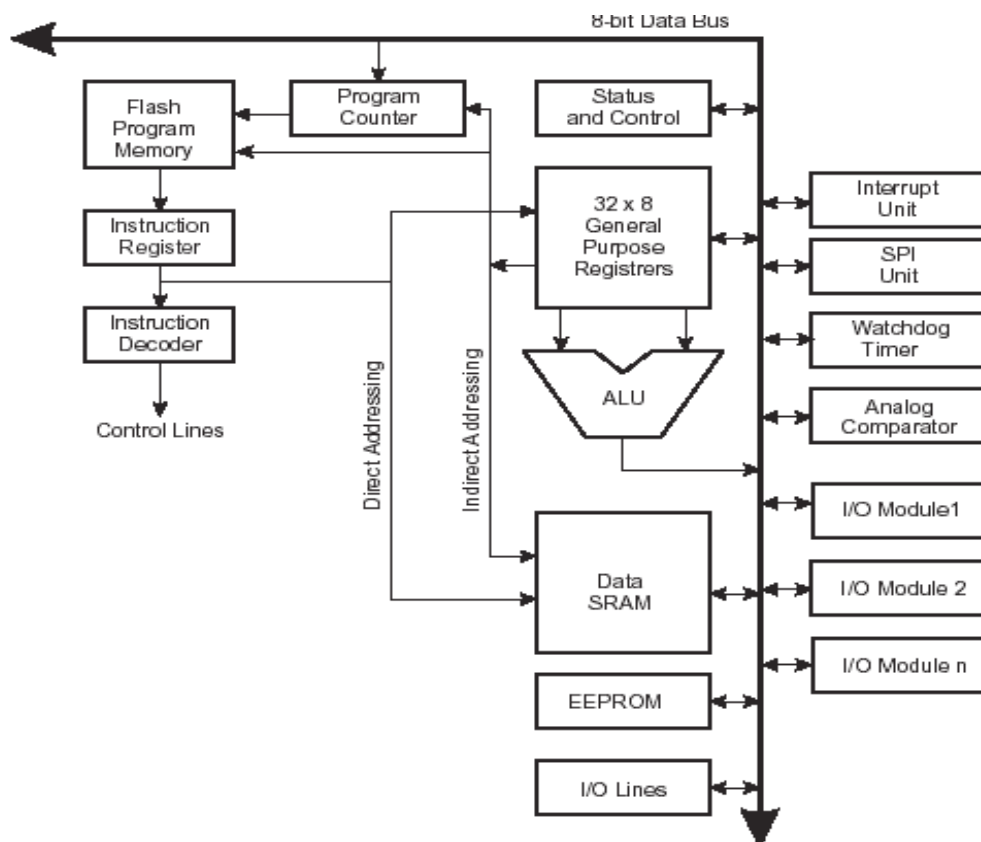 8-bit Data Bus
Flash
Program
Memory
Program
Counter
Status
and Control
Instruction
Register
32 x 8
General
Purpose
Registrers
Interrupt
Unit
SPI
Unit
Instruction
Decoder
Watchdog
Timer
Control Lines
Direct Addressing
Indirect Addressing
ALU
Analog
Comparator
I/O Module1
Data
SRAM
I/O Module 2
I/O Module n
EEPROM
I/O Lines